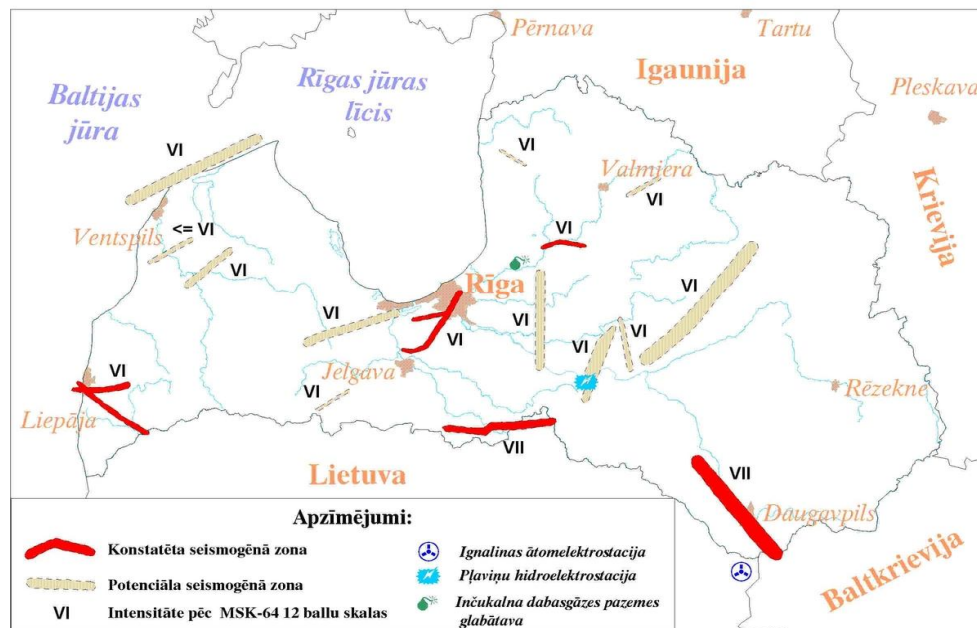 Pērnava
Tartu
Igaunija
Baltijas
jūra
Rīgas jūras
līcis
Pleskava
VI
VI
Valmiera
VI
Krievija
Ventspils
<= VI
VI
VI
Rīga
VI
VI
VI
VI
VI
VI
VI
Jelgava
Rēzekne
VI
Liepāja
VII
VII
Lietuva
Daugavpils
Baltkrievija
Apzīmējumi:
Konstatēta seismogēnā zona
Potenciāla seismogēnā zona
VI Intensitāte pēc MSK-64 12 ballu skalas
Ignalinas ātomelektrostacija
Pļaviņu hidroelektrostacija
Inčukalna dabasgāzes pazemes
glabātava